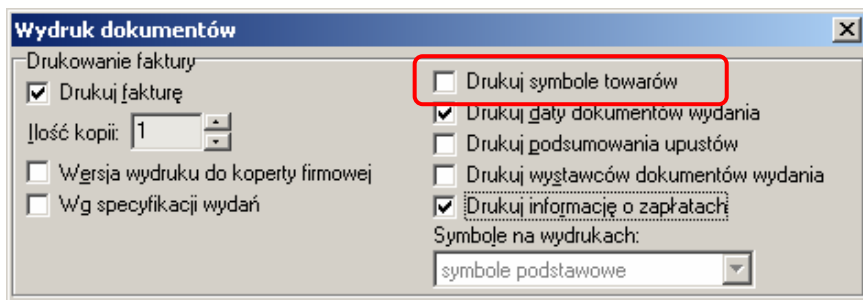 Wydruk dokumentów
Drukowanie faktury
Drukuj fakturę
Ilość kopii: 1
Wersja wydruku do koperty firmowej
Wg specyfikacji wydań
Drukuj symbole towarów
Drukuj daty dokumentów wydania
Drukuj podsumowania upustów
Drukuj wystawców dokumentów wydania
Drukuj informację o zapłatach
Symbole na wydrukach:
symbole podstawowe